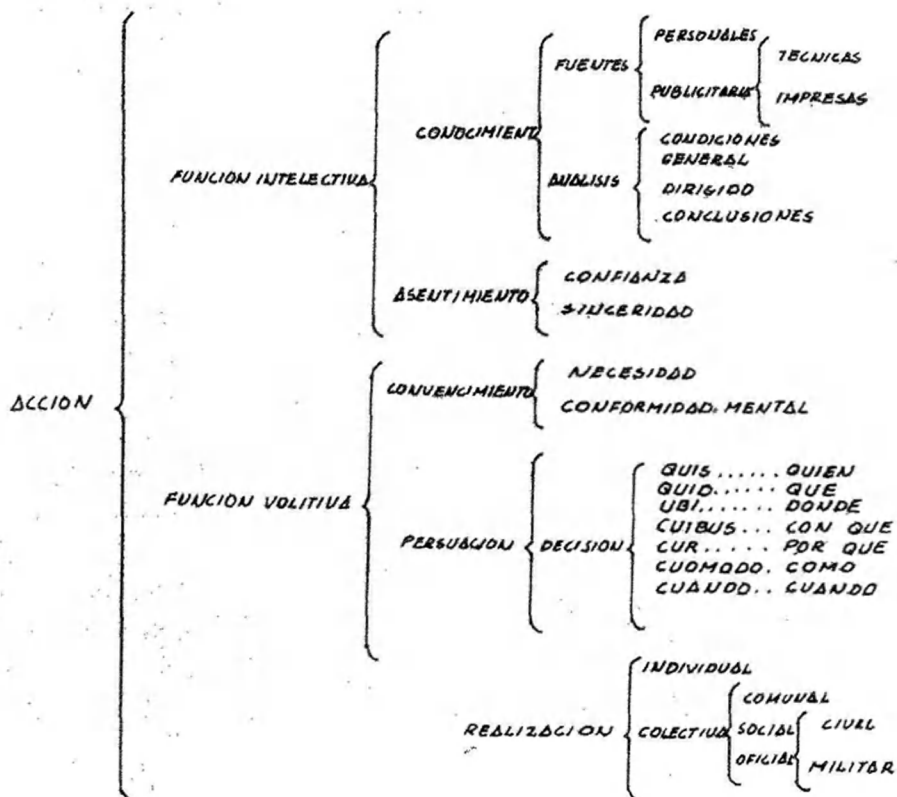 ACCION
FUNCION INTELECTIVA
CONOCIMIENT
FUENTES
PERSONALES
PUBLICITARIA
TECNICAS
IMPRESAS
ANALISIS
CONDICIONES
GENERAL
DIRIGIDO
CONCLUSIONES
ASENTIMIENTO
CONFIANZA
SINCERIDAD
FUNCION VOLITIVA
CONVENCIMIENTO
NECESIDAD
CONFORMIDAD. MENTAL
PERSUACION
DECISION
QUIS...... QUIEN
QUID...... QUE
UBI....... DONDE
CUIBUS... CON QUE
CUR..... POR QUE
CUOMODO. COMO
CUANDO.. CUANDO
REALIZACION
INDIVIDUAL
COLECTIVA
COMUNAL
SOCIAL
OFICIAL
CIVIL
MILITAR